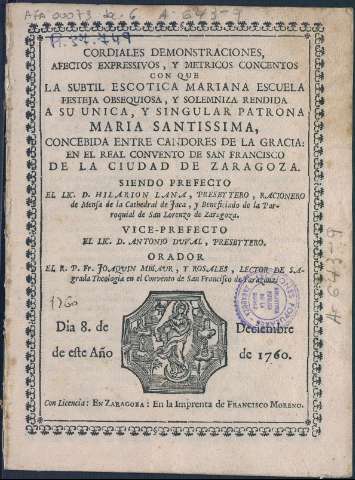 CORDIALES DEMONSTRACIONES,
AFECTOS EXPRESSIVOS, Y METRICOS CONCENTOS
CON QUE
LA SUBTIL ESCOTICA MARIANA ESCUELA
FESTEJA OBSEQUIOSA, Y SOLEMNIZA RENDIDA
A SU UNICA, Y SINGULAR PATRONA
MARIA SANTISSIMA,
CONCEBIDA ENTRE CANDORES DE LA GRACIA:
EN EL REAL CONVENTO DE SAN FRANCISCO
DE LA CIUDAD DE ZARAGOZA.
SIENDO PREFECTO
EL LIC. D. HILARION LANA, PRESBYTERO, RACIONERO
de Mensa de la Cathedral de Jaca, y Beneficiado de la Par-
roquial de San Lorenzo de Zaragoza.
VICE-PREFECTO
EL LIC. D. ANTONIO DUFAL, PRESBYTERO.
ORADOR
EL R. P. Fr. JOAQUIN MILAUR, Y ROSALES, LECTOR DE SA-
grada Theologia en el Convento de San Francisco de Zaragoza.
1760
Dia 8. de Deciembre
de este Año de 1760.
Con Licencia: EN ZARAGOZA: En la Imprenta de FRANCISCO MORENO.
A-643-9